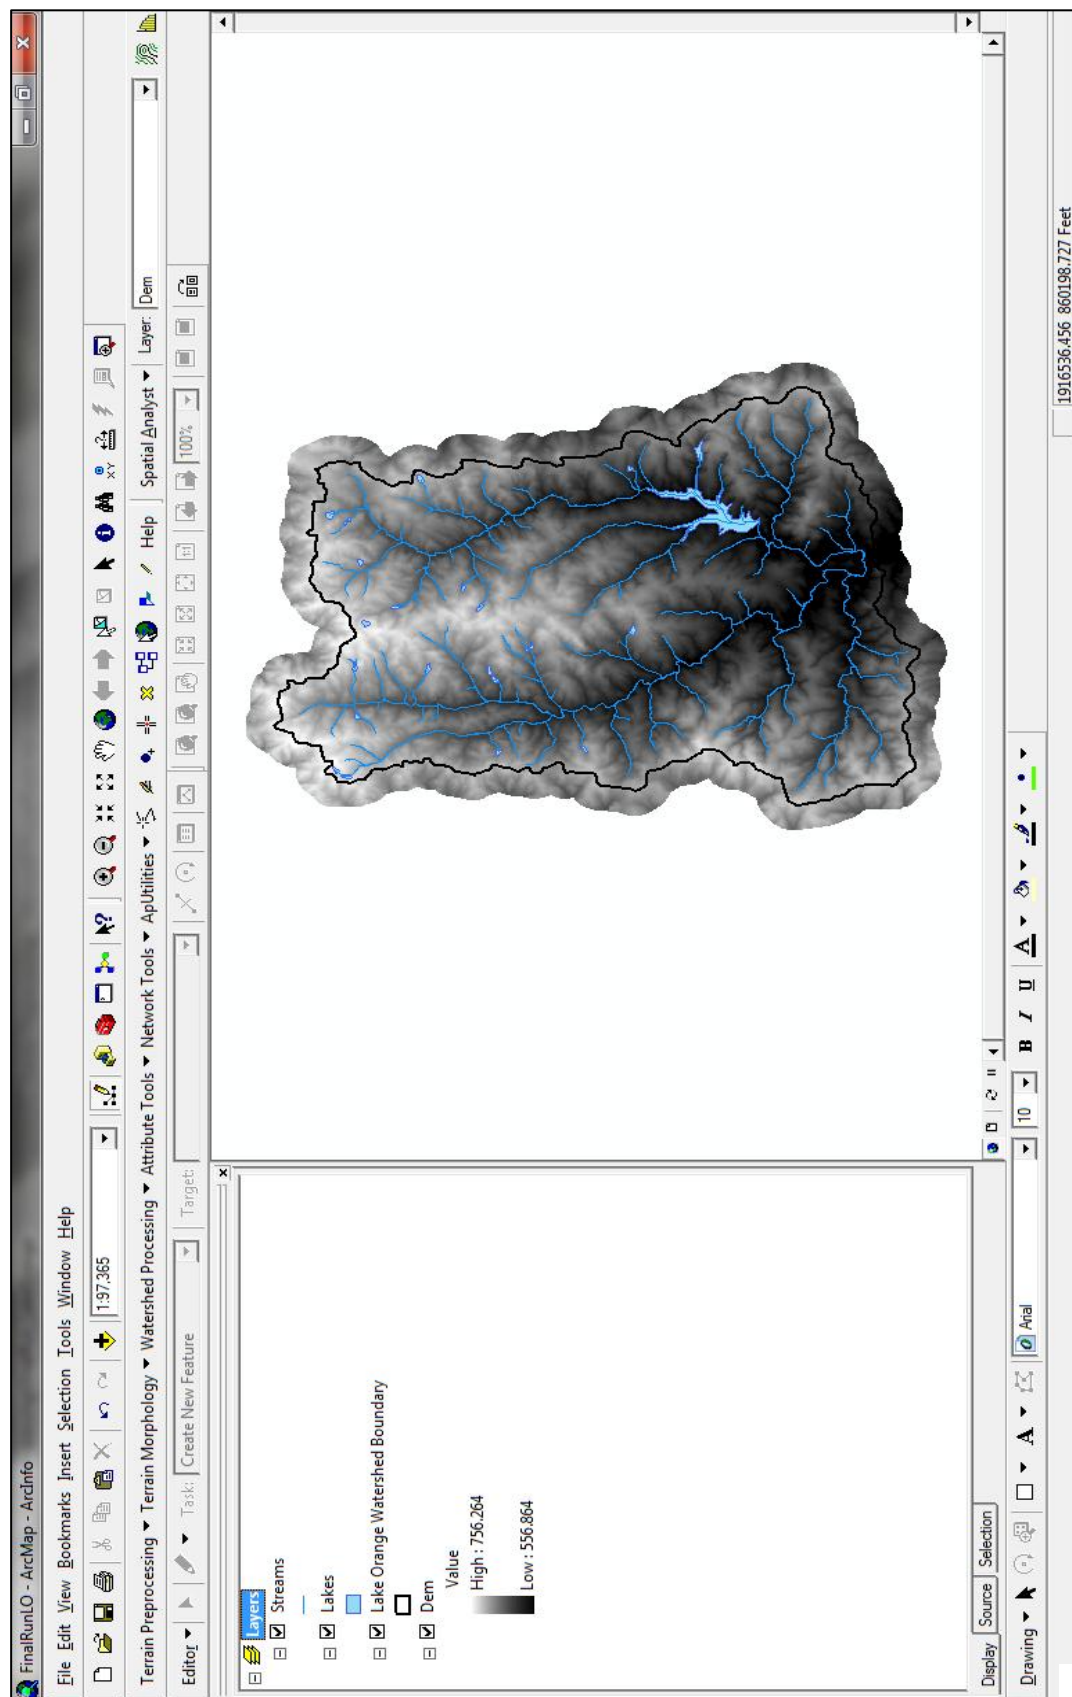 FinalRunLO - ArcMap - ArcInfo
File Edit View Bookmarks Insert Selection Tools Window Help
1:97,365
Terrain Preprocessing Terrain Morphology Watershed Processing Attribute Tools Network Tools ApUtilities Help Spatial Analyst Layer: Dem
Editor Task: Create New Feature Target: 100%
Layers
Streams
Lakes
Lake Orange Watershed Boundary
Dem
Value
High : 756.264
Low : 556.864
Display Source Selection
Drawing A Arial 10 B I U A
1916536.456 860198.727 Feet